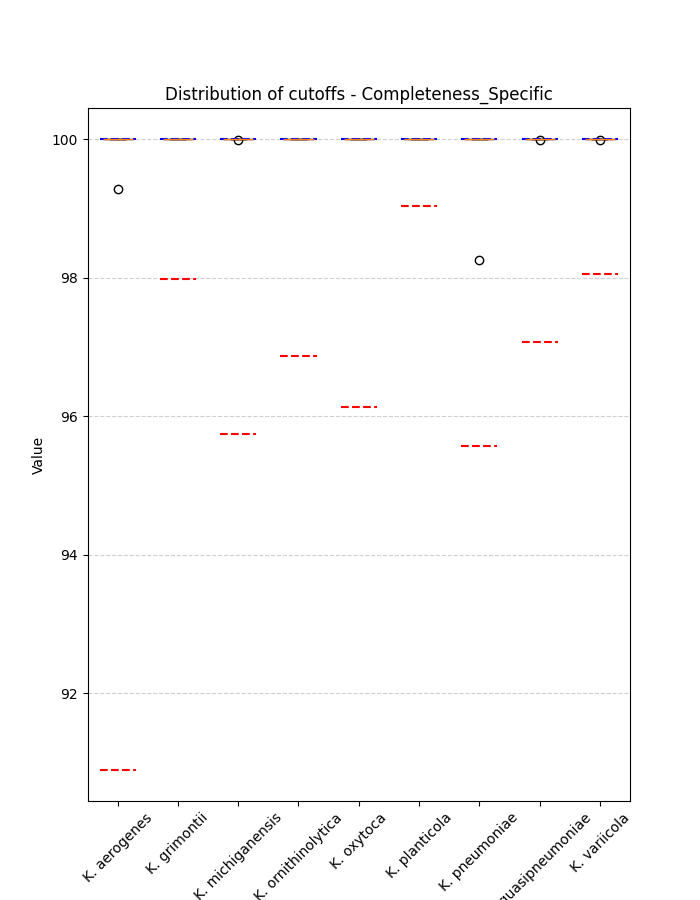 Distribution of cutoffs - Completeness_Specific
100
98
96
94
92
Value
K. aerogenes
K. grimontii
K. michiganensis
K. ornithinolytica
K. oxytoca
K. planticola
K. pneumoniae
quasipneumoniae
K. variicola